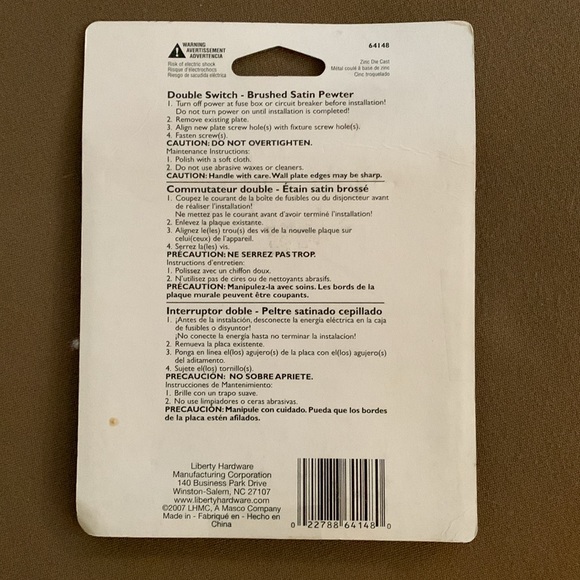 WARNING
AVERTISSEMENT
ADVERTENCIA
Risk of electric shock
Risque d'électrochocs
Riesgo de sacudida eléctrica
64148
Zinc Die Cast
Métal coulé à base de zinc
Cinc troquelado
Double Switch - Brushed Satin Pewter
1. Turn off power at fuse box or circuit breaker before installation!
Do not turn power on until installation is completed!
2. Remove existing plate.
3. Align new plate screw hole(s) with fixture screw hole(s).
4. Fasten screw(s).
CAUTION: DO NOT OVERTIGHTEN.
Maintenance Instructions:
1. Polish with a soft cloth.
2. Do not use abrasive waxes or cleaners.
CAUTION: Handle with care. Wall plate edges may be sharp.
Commutateur double - Étain satin brossé
1. Coupez le courant de la boîte de fusibles ou du disjoncteur avant
de réaliser l'installation!
Ne mettez pas le courant avant d'avoir terminé l'installation!
2. Enlevez la plaque existante.
3. Alignez le(les) trou(s) des vis de la nouvelle plaque sur
celui(ceux) de l'appareil.
4. Serrez la(les) vis.
PRÉCAUTION: NE SERREZ PAS TROP.
Instructions d'entretien:
1. Polissez avec un chiffon doux.
2. N'utilisez pas de cires ou de nettoyants abrasifs.
PRÉCAUTION: Manipulez-la avec soins. Les bords de la
plaque murale peuvent être coupants.
Interruptor doble - Peltre satinado cepillado
1. ¡Antes de la instalación, desconecte la energía eléctrica en la caja
de fusibles o disyuntor!
¡No conecte la energía hasta no terminar la instalacion!
2. Remueva la placa existente.
3. Ponga en línea el(los) agujero(s) de la placa con el(los) agujero(s)
del aditamento.
4. Sujete el(los) tornillo(s).
PRECAUCIÓN: NO SOBRE APRIETE.
Instrucciones de Mantenimiento:
1. Brille con un trapo suave.
2. No use limpiadores o ceras abrasivas.
PRECAUCIÓN: Manipule con cuidado. Pueda que los bordes
de la placa estén afilados.
Liberty Hardware
Manufacturing Corporation
140 Business Park Drive
Winston-Salem, NC 27107
www.libertyhardware.com
©2007 LHMC, A Masco Company
Made in - Fabriqué en - Hecho en
China
0 22788 64148 0